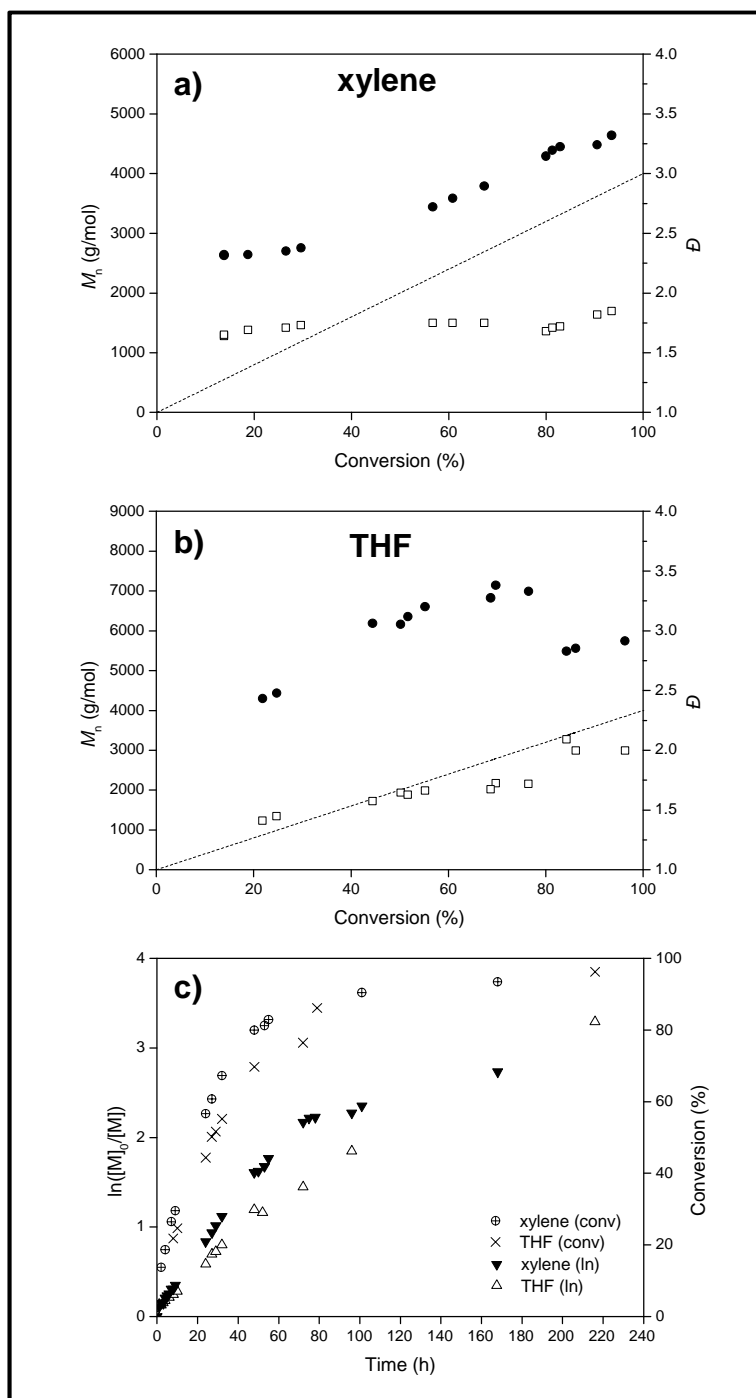 a) xylene
6000
5000
4000
3000
2000
1000
0
4.0
3.5
3.0
2.5
2.0
1.5
1.0
Mn (g/mol)
Đ
0 20 40 60 80 100
Conversion (%)
b) THF
9000
8000
7000
6000
5000
4000
3000
2000
1000
0
4.0
3.5
3.0
2.5
2.0
1.5
1.0
Mn (g/mol)
Đ
0 20 40 60 80 100
Conversion (%)
c)
4
3
2
1
0
100
80
60
40
20
0
ln([M]0/[M])
Conversion (%)
xylene (conv)
THF (conv)
xylene (ln)
THF (ln)
0 20 40 60 80 100 120 140 160 180 200 220 240
Time (h)